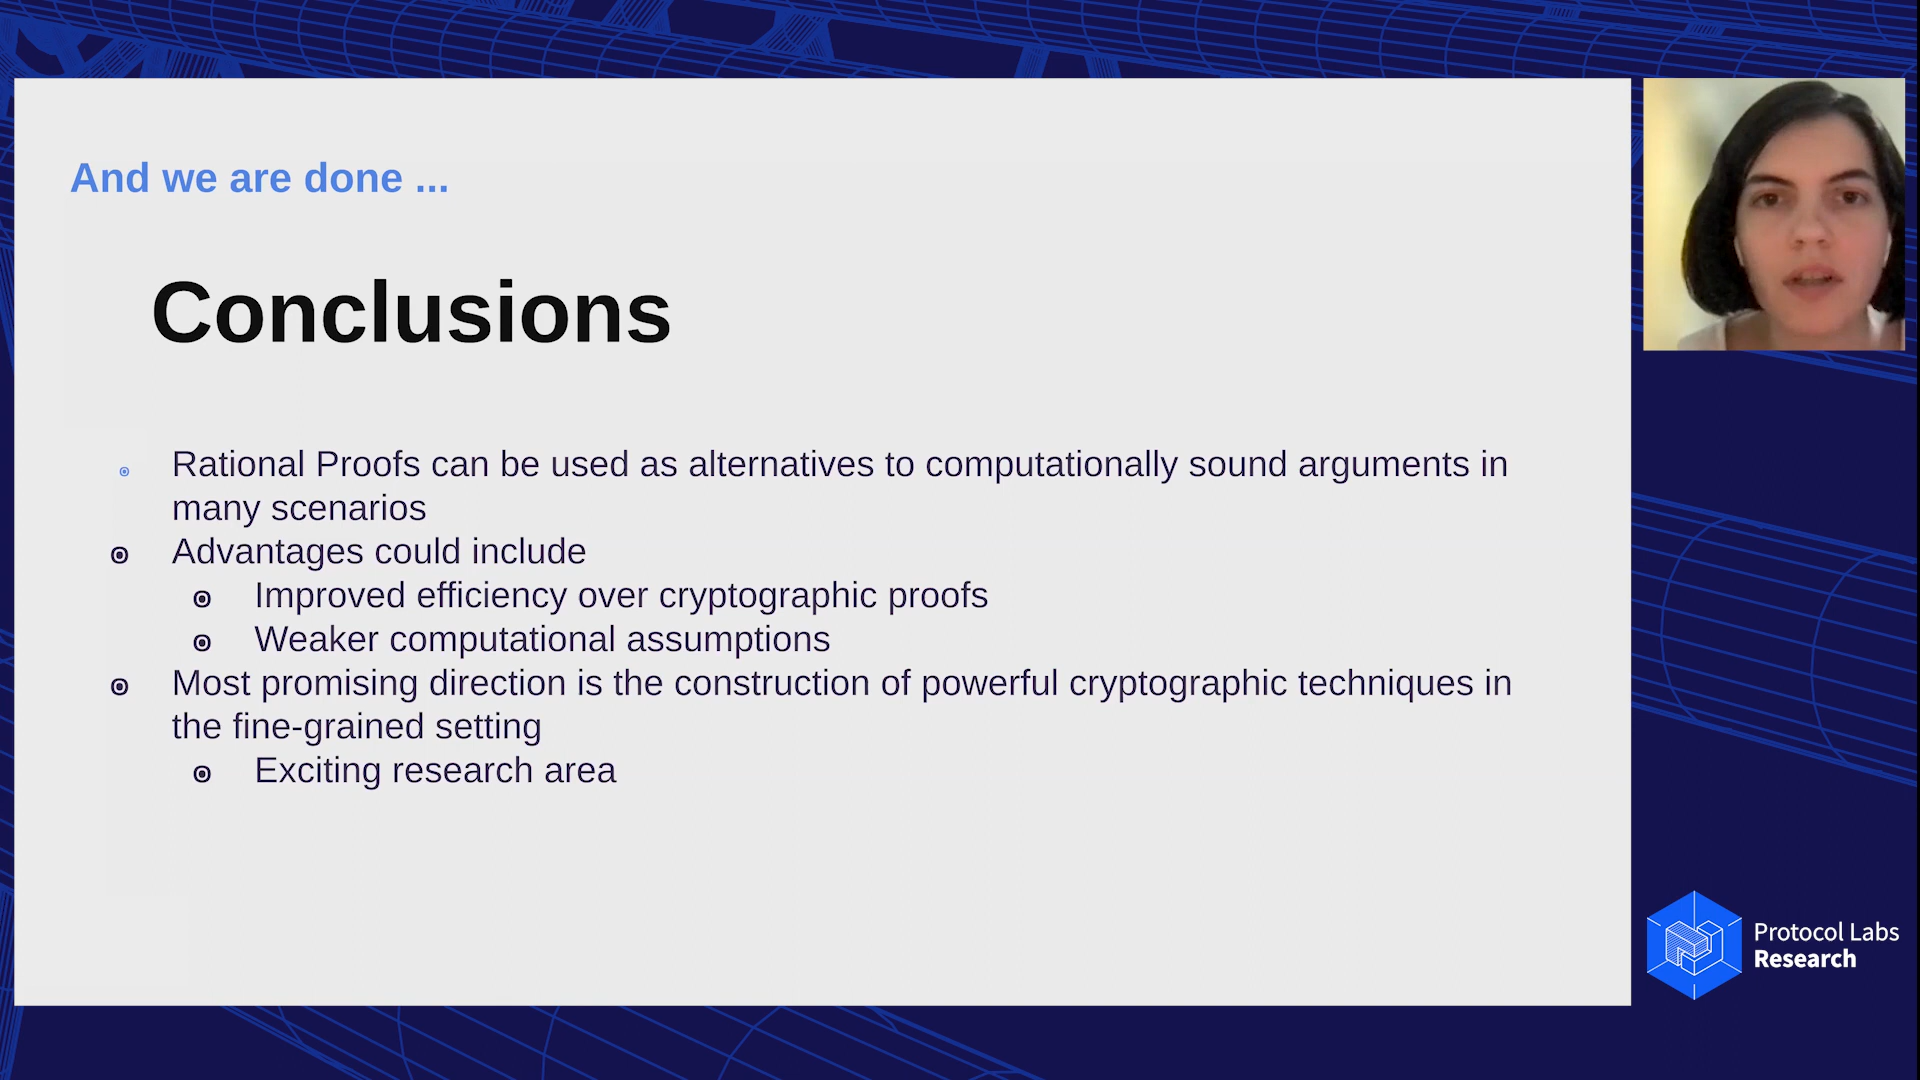 And we are done ...
Conclusions
Rational Proofs can be used as alternatives to computationally sound arguments in
many scenarios
Advantages could include
Improved efficiency over cryptographic proofs
Weaker computational assumptions
Most promising direction is the construction of powerful cryptographic techniques in
the fine-grained setting
Exciting research area
Protocol Labs
Research